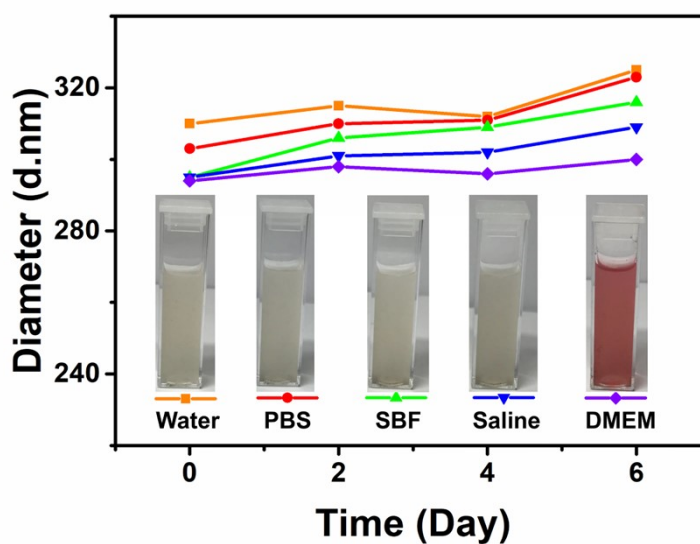 Diameter (d.nm)
320
280
240
Water PBS SBF Saline DMEM
0 2 4 6
Time (Day)